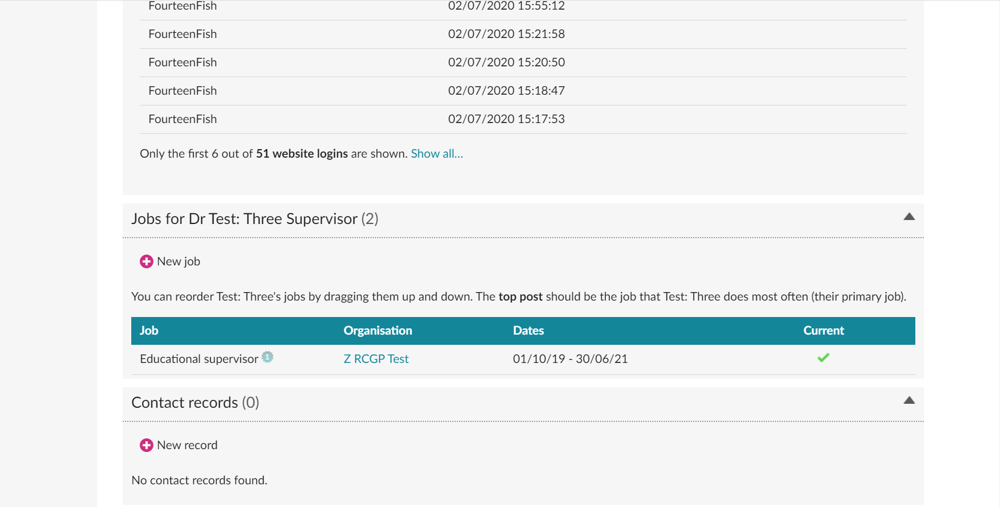 FourteenFish 02/07/2020 15:55:12
FourteenFish 02/07/2020 15:21:58
FourteenFish 02/07/2020 15:20:50
FourteenFish 02/07/2020 15:18:47
FourteenFish 02/07/2020 15:17:53
Only the first 6 out of 51 website logins are shown. Show all...
Jobs for Dr Test: Three Supervisor (2)
New job
You can reorder Test: Three's jobs by dragging them up and down. The top post should be the job that Test: Three does most often (their primary job).
Job Organisation Dates Current
Educational supervisor 1 Z RCGP Test 01/10/19 - 30/06/21
Contact records (0)
New record
No contact records found.